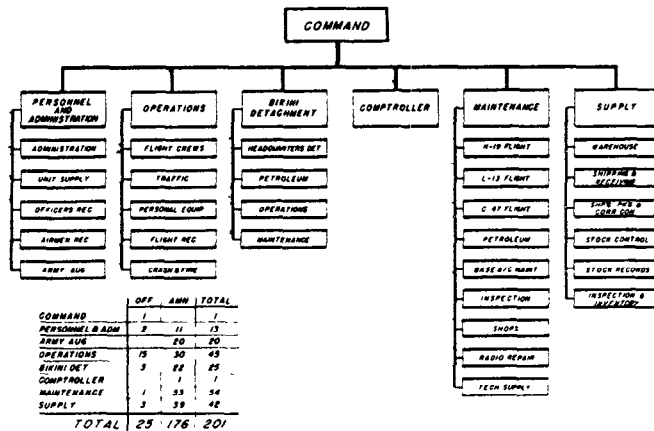 COMMAND
PERSONNEL
AND
ADMINISTRATION
OPERATIONS
BIKINI
DETACHMENT
COMPTROLLER
MAINTENANCE
SUPPLY
ADMINISTRATION
UNIT SUPPLY
OFFICERS REC
AIRMEN REC
ARMY AUG
FLIGHT CREWS
TRAFFIC
PERSONAL EQUIP
FLIGHT REC
CRASH & FIRE
HEADQUARTERS DET
PETROLEUM
OPERATIONS
MAINTENANCE
H-19 FLIGHT
L-13 FLIGHT
C-47 FLIGHT
PETROLEUM
BASE A/C MAINT
INSPECTION
SHOPS
RADIO REPAIR
TECH SUPPLY
WAREHOUSE
SHIPPING &
RECEIVING
STOCK CONTROL
STOCK RECORDS
INSPECTION &
INVENTORY
OFF AMN TOTAL
COMMAND 1 1
PERSONNEL & ADM 2 11 13
ARMY AUG 20 20
OPERATIONS 15 30 45
BIKINI DET 3 22 25
COMPTROLLER 1 1
MAINTENANCE 1 53 54
SUPPLY 3 39 42
TOTAL 25 176 201